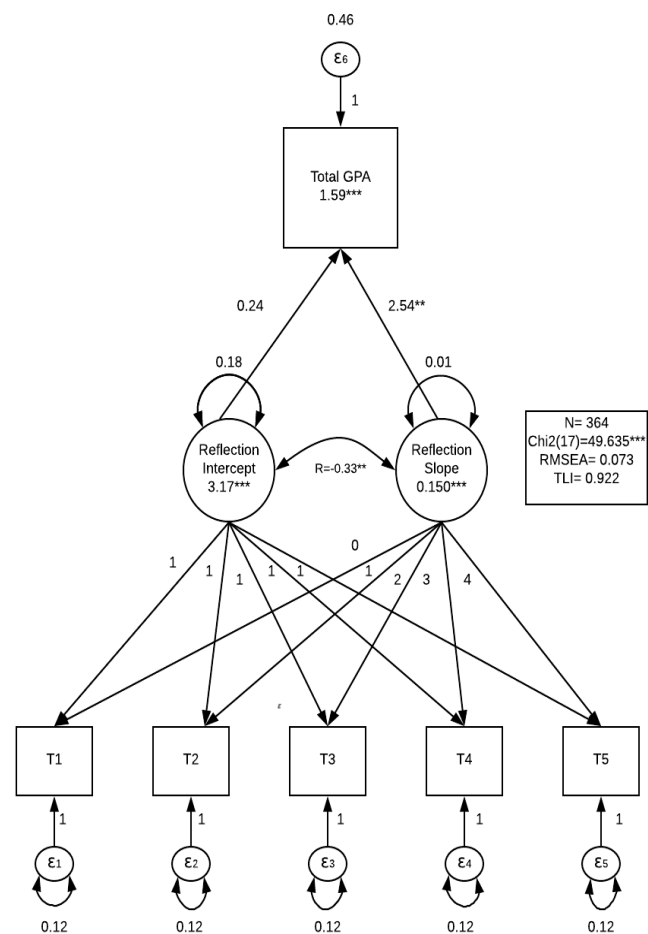 0.46
ε6
1
Total GPA
1.59***
0.24
2.54**
0.18
0.01
Reflection
Intercept
3.17***
R=-0.33**
Reflection
Slope
0.150***
N= 364
Chi2(17)=49.635***
RMSEA= 0.073
TLI= 0.922
0
1
1
1
1
1
1
2
3
4
ε
T1
T2
T3
T4
T5
1
1
1
1
1
ε1
ε2
ε3
ε4
ε5
0.12
0.12
0.12
0.12
0.12